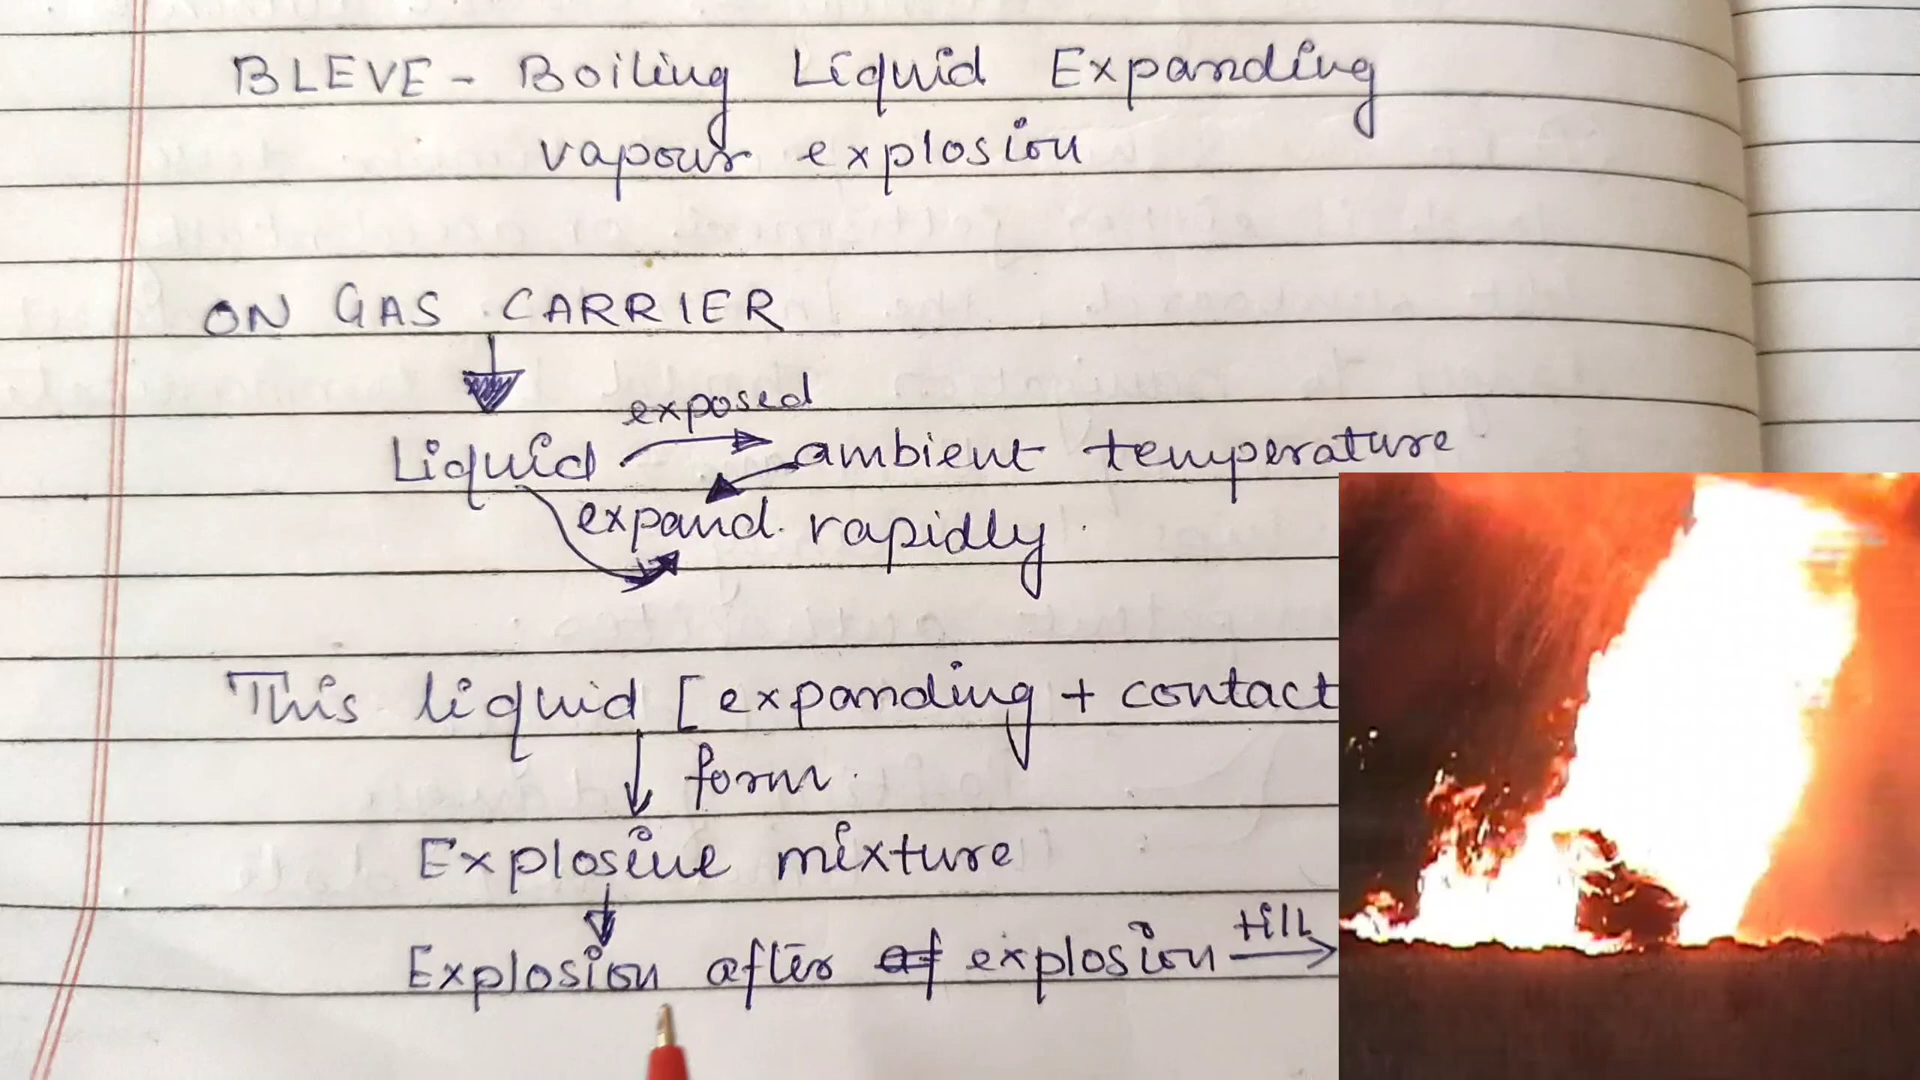 BLEVE - Boiling Liquid Expanding
vapour explosion
ON GAS CARRIER
exposed
Liquid ambient temperature
expand rapidly
This liquid [expanding + contact
form
Explosive mixture
till
Explosion after of explosion